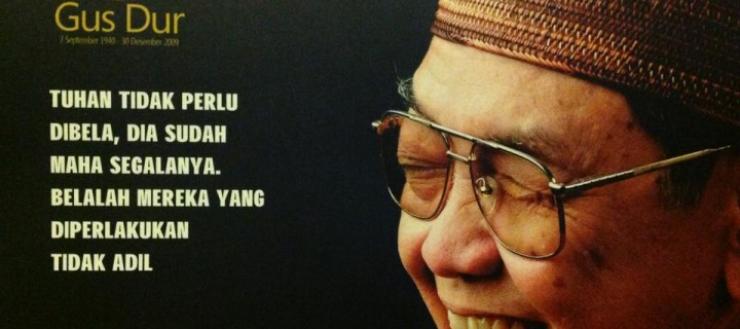 Gus Dur
7 September 1940 - 30 Desember 2009
TUHAN TIDAK PERLU
DIBELA, DIA SUDAH
MAHA SEGALANYA.
BELALAH MEREKA YANG
DIPERLAKUKAN
TIDAK ADIL